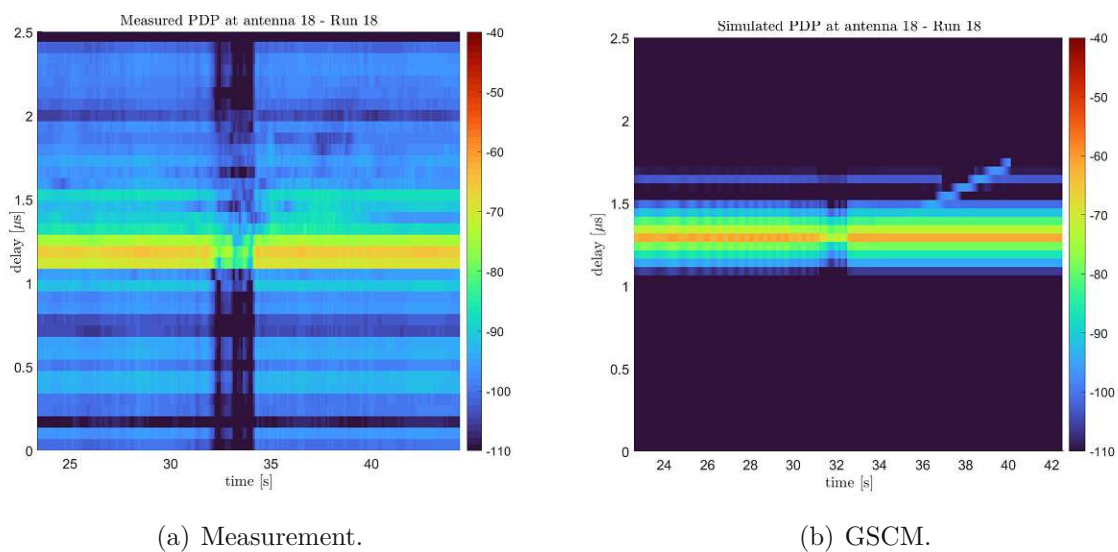 Measured PDP at antenna 18 - Run 18
2.5
2
1.5
1
0.5
0
delay [μs]
25 30 35 40
time [s]
-40
-50
-60
-70
-80
-90
-100
-110
(a) Measurement.
Simulated PDP at antenna 18 - Run 18
2.5
2
1.5
1
0.5
0
delay [μs]
24 26 28 30 32 34 36 38 40 42
time [s]
-40
-50
-60
-70
-80
-90
-100
-110
(b) GSCM.